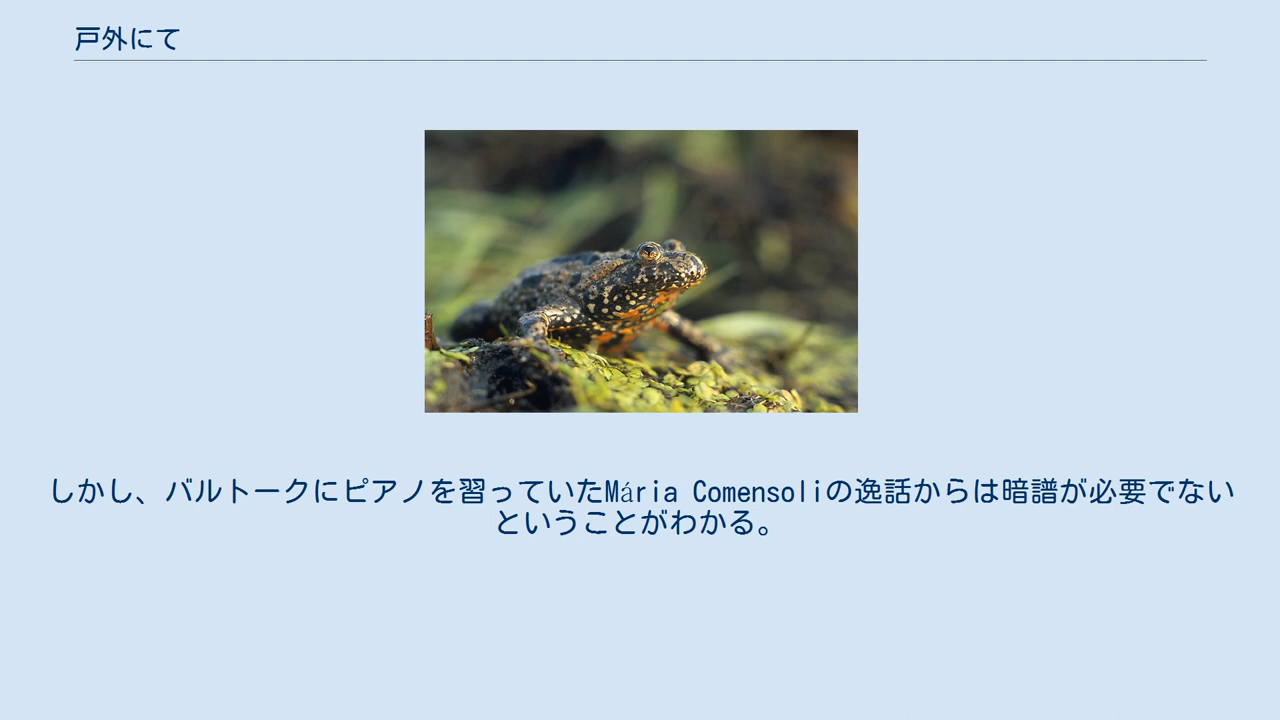 戸外にて
しかし、バルトークにピアノを習っていたMária Comensoliの逸話からは暗譜が必要でない
ということがわかる。